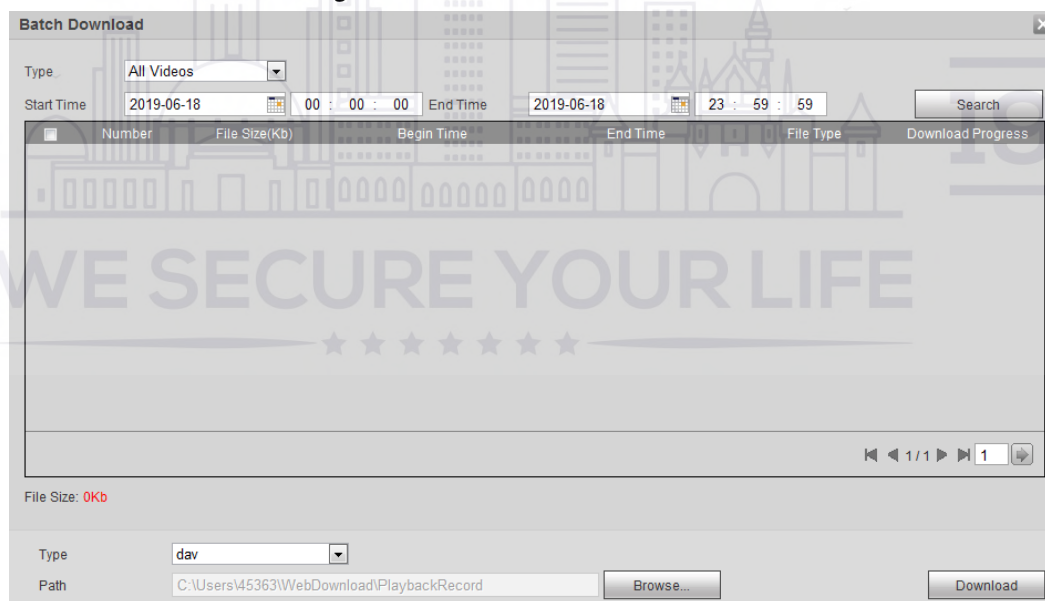 Batch Download
Type All Videos
Start Time 2019-06-18 00 : 00 : 00 End Time 2019-06-18 23 : 59 : 59 Search
Number File Size(Kb) Begin Time End Time File Type Download Progress
WE SECURE YOUR LIFE
1/1 1
File Size: 0Kb
Type dav
Path C:\Users\45363\WebDownload\PlaybackRecord Browse... Download